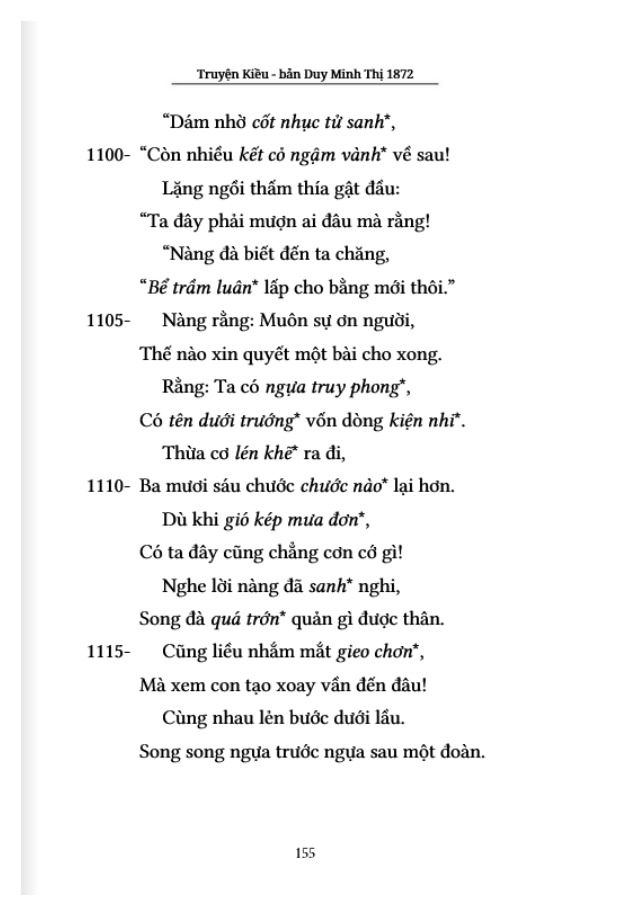 Truyện Kiều - bản Duy Minh Thị 1872
“Dám nhờ cốt nhục tử sanh*,
1100- “Còn nhiều kết cỏ ngậm vành* về sau!
Lặng ngồi thấm thía gật đầu:
“Ta đây phải mượn ai đâu mà rằng!
“Nàng đà biết đến ta chăng,
“Bể trầm luân* lấp cho bằng mới thôi.”
1105- Nàng rằng: Muôn sự ơn người,
Thế nào xin quyết một bài cho xong.
Rằng: Ta có ngựa truy phong*,
Có tên dưới trướng* vốn dòng kiện nhi*.
Thừa cơ lén khẽ* ra đi,
1110- Ba mươi sáu chước chước nào* lại hơn.
Dù khi gió kép mưa đơn*,
Có ta đây cũng chẳng cơn cớ gì!
Nghe lời nàng đã sanh* nghi,
Song đà quá trớn* quản gì được thân.
1115- Cũng liều nhắm mắt gieo chơn*,
Mà xem con tạo xoay vần đến đâu!
Cùng nhau lẻn bước dưới lầu.
Song song ngựa trước ngựa sau một đoàn.
155